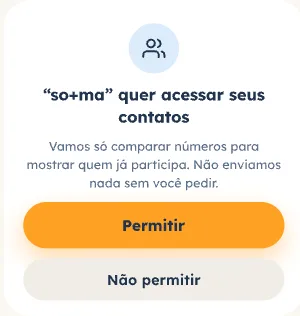 “so+ma” quer acessar seus
contatos
Vamos só comparar números para
mostrar quem já participa. Não enviamos
nada sem você pedir.
Permitir
Não permitir